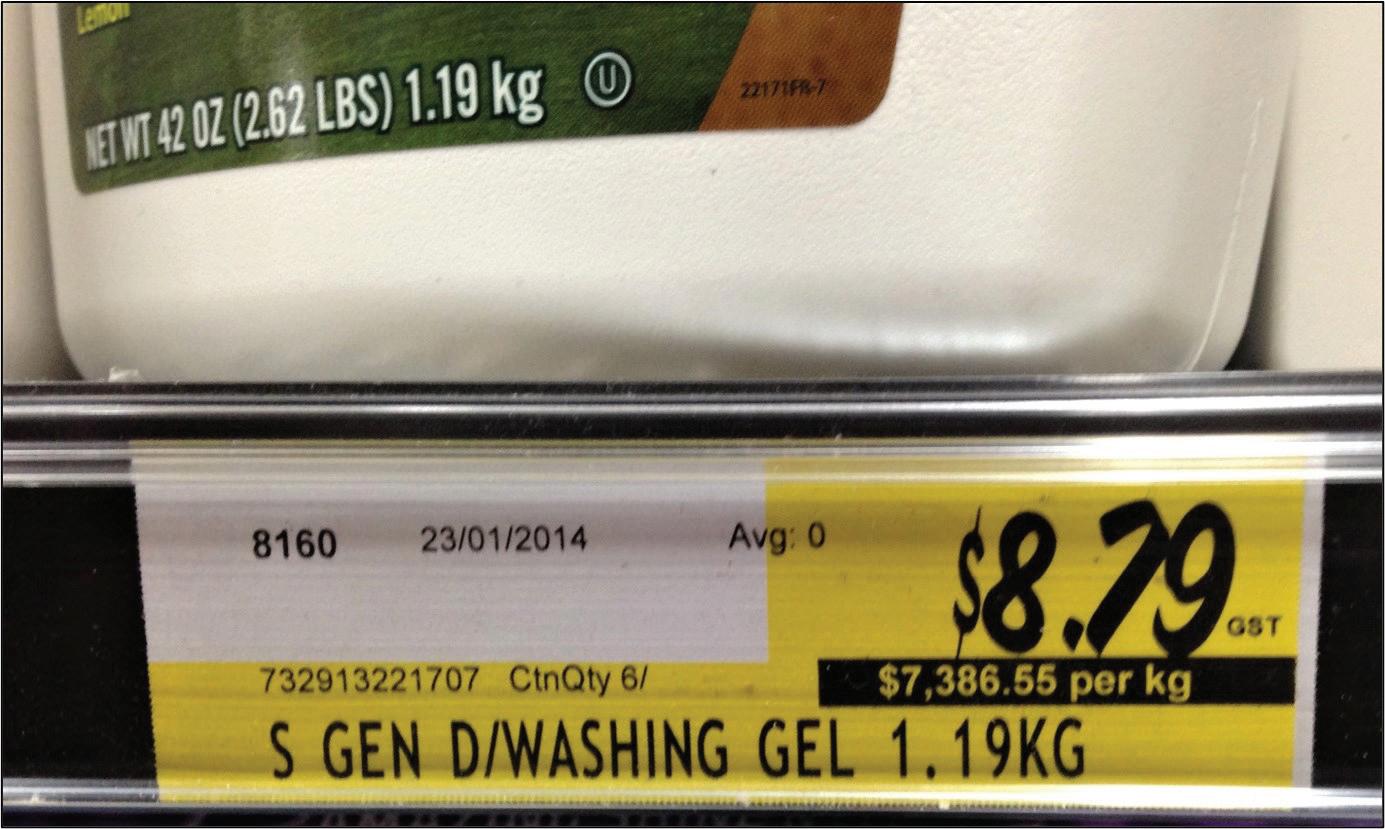 Lemon
NET WT 42 OZ (2.62 LBS) 1.19 kg U
22171FR-7
8160 23/01/2014 Avg: 0
$8.79 GST
732913221707 CtnQty 6/
$7,386.55 per kg
S GEN D/WASHING GEL 1.19KG